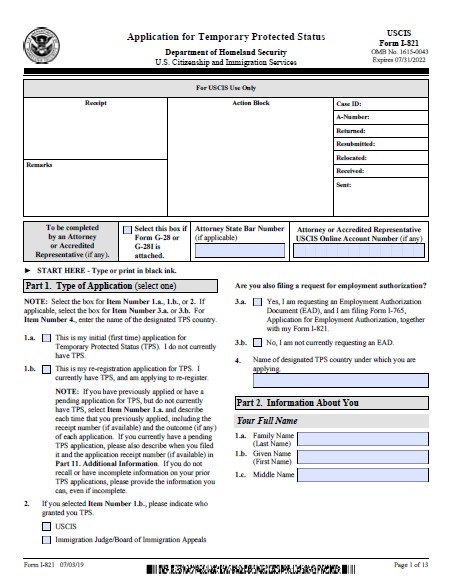 Application for Temporary Protected Status
Department of Homeland Security
U.S. Citizenship and Immigration Services
USCIS
Form I-821
OMB No. 1615-0043
Expires 07/31/2022
For USCIS Use Only
Receipt
Action Block
Case ID:
A-Number:
Returned:
Resubmitted:
Relocated:
Received:
Sent:
Remarks
To be completed
by an Attorney
or Accredited
Representative (if any).
Select this box if
Form G-28 or
G-28I is
attached.
Attorney State Bar Number
(if applicable)
Attorney or Accredited Representative
USCIS Online Account Number (if any)
► START HERE - Type or print in black ink.
Part 1. Type of Application (select one)
NOTE: Select the box for Item Number 1.a., 1.b., or 2. If
applicable, select the box for Item Number 3.a. or 3.b. For
Item Number 4., enter the name of the designated TPS country.
1.a. This is my initial (first time) application for
Temporary Protected Status (TPS). I do not currently
have TPS.
1.b. This is my re-registration application for TPS. I
currently have TPS, and am applying to re-register.
NOTE: If you have previously applied or have a
pending application for TPS, but do not currently
have TPS, select Item Number 1.a. and describe
each time that you previously applied, including the
receipt number (if available) and the outcome (if any)
of each application. If you currently have a pending
TPS application, please also describe when you filed
it and the application receipt number (if available) in
Part 11. Additional Information. If you do not
recall or have incomplete information on your prior
TPS applications, please provide the information you
can, even if incomplete.
2. If you selected Item Number 1.b., please indicate who
granted you TPS.
USCIS
Immigration Judge/Board of Immigration Appeals
Are you also filing a request for employment authorization?
3.a. Yes, I am requesting an Employment Authorization
Document (EAD), and I am filing Form I-765,
Application for Employment Authorization, together
with my Form I-821.
3.b. No, I am not currently requesting an EAD.
4. Name of designated TPS country under which you are
applying.
Part 2. Information About You
Your Full Name
1.a. Family Name
(Last Name)
1.b. Given Name
(First Name)
1.c. Middle Name
Form I-821 07/03/19
Page 1 of 13